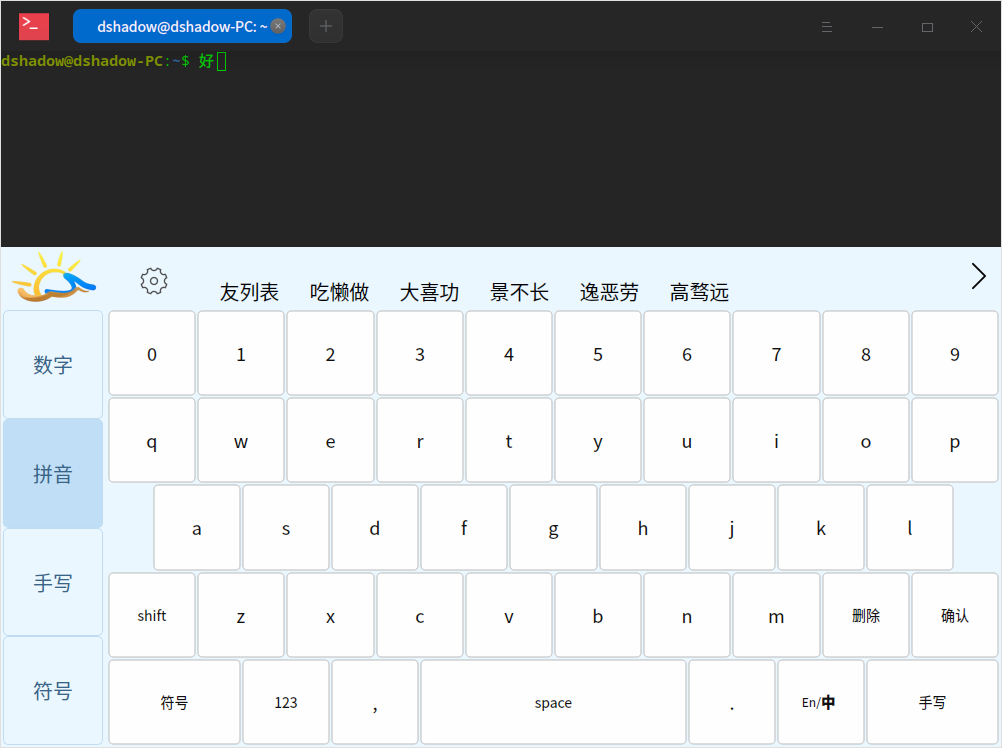 dshadow@dshadow-PC: ~
dshadow@dshadow-PC:~$ 好
友列表 吃懒做 大喜功 景不长 逸恶劳 高骛远
数字
拼音
手写
符号
0 1 2 3 4 5 6 7 8 9
q w e r t y u i o p
a s d f g h j k l
shift z x c v b n m 删除 确认
符号 123 , space . En/中 手写